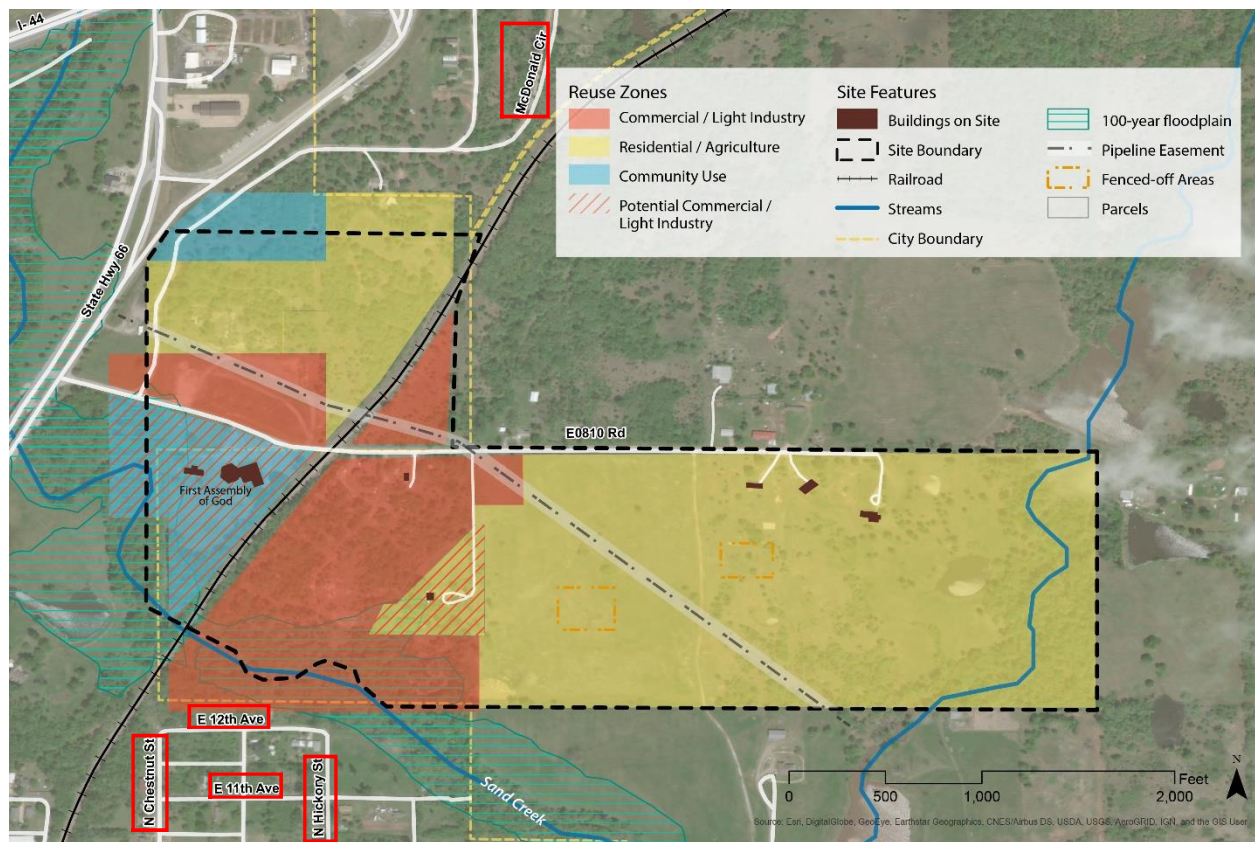 I- 44
McDonald Cir
Reuse Zones
Commercial / Light Industry
Residential / Agriculture
Community Use
Potential Commercial /
Light Industry
Site Features
Buildings on Site
Site Boundary
Railroad
Streams
City Boundary
100-year floodplain
Pipeline Easement
Fenced-off Areas
Parcels
State Hwy 66
E0810 Rd
First Assembly
of God
E 12th Ave
N Chestnut St
E 11th Ave
N Hickory St
Sand Creek
N
Feet
0 500 1,000 2,000
Source: Esri, DigitalGlobe, GeoEye, Earthstar Geographics, CNES/Airbus DS, USDA, USGS, AeroGRID, IGN, and the GIS User